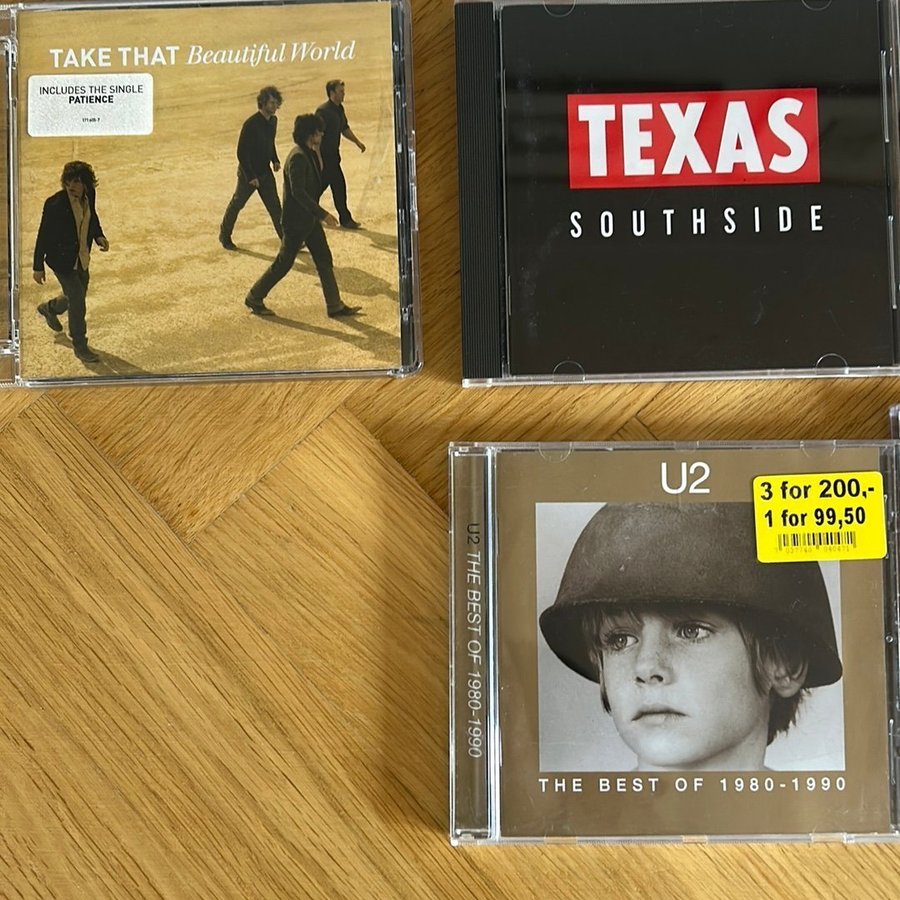 TAKE THAT Beautiful World
INCLUDES THE SINGLE
PATIENCE
TEXAS
SOUTHSIDE
U2 THE BEST OF 1980-1990
U2
3 for 200,-
1 for 99,50
THE BEST OF 1980-1990